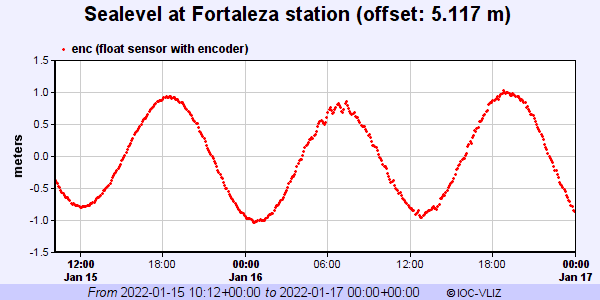 Sealevel at Fortaleza station (offset: 5.117 m)
enc (float sensor with encoder)
meters
1.5
1.0
0.5
0.0
-0.5
-1.0
-1.5
12:00 18:00 00:00 06:00 12:00 18:00 00:00
Jan 15 Jan 16 Jan 17
From 2022-01-15 10:12+00:00 to 2022-01-17 00:00+00:00 © IOC-VLIZ